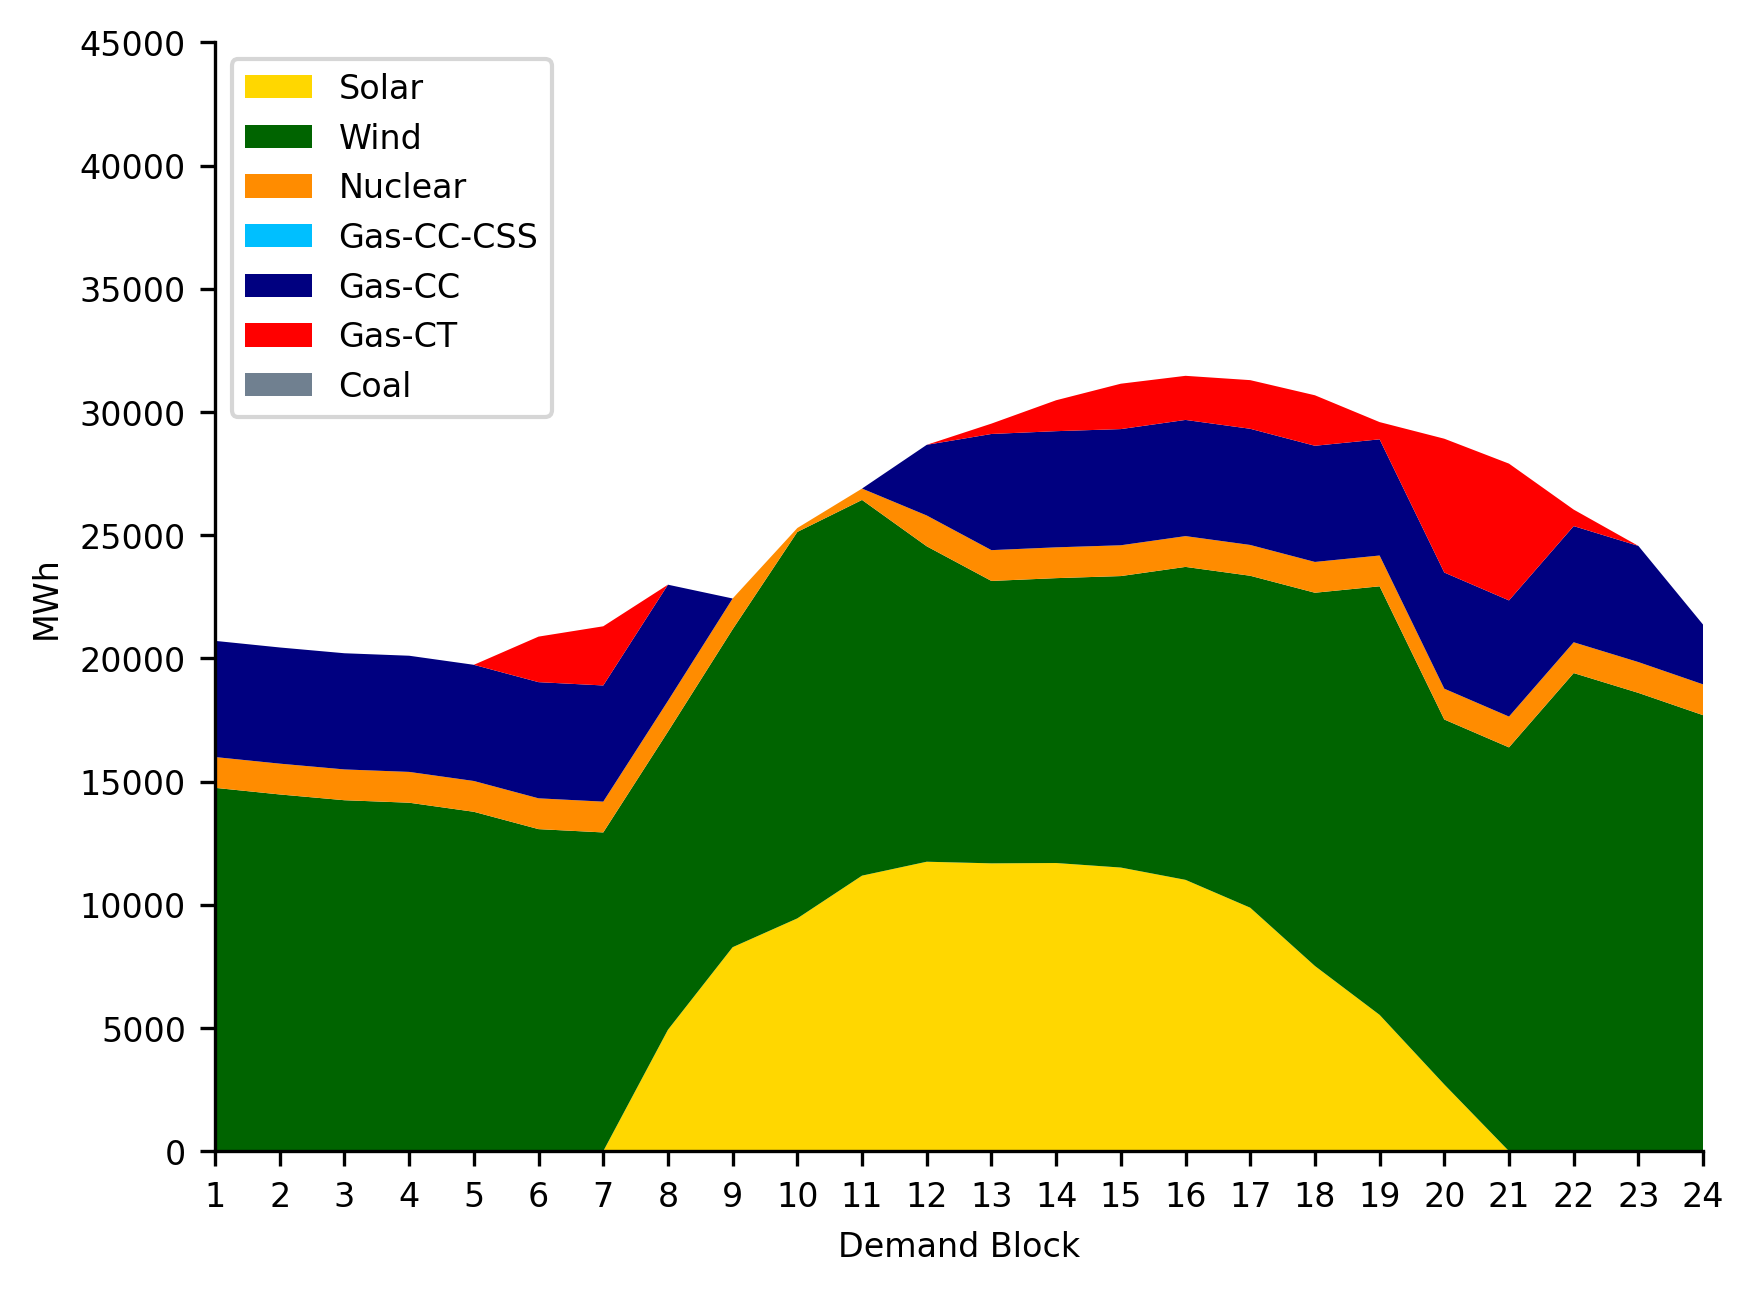 45000
40000
35000
30000
25000
20000
15000
10000
5000
0
MWh
Solar
Wind
Nuclear
Gas-CC-CSS
Gas-CC
Gas-CT
Coal
1 2 3 4 5 6 7 8 9 10 11 12 13 14 15 16 17 18 19 20 21 22 23 24
Demand Block